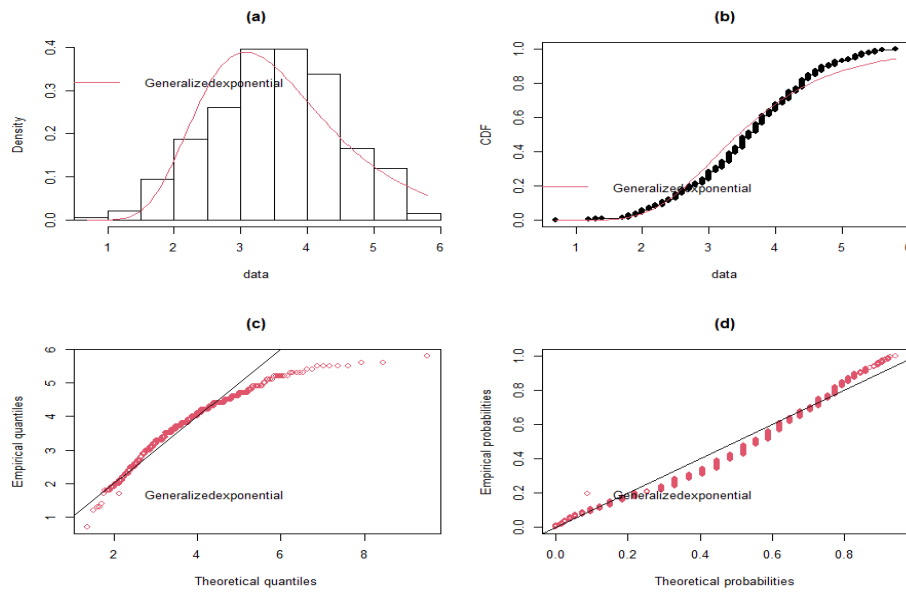 (a)
Density
0.0 0.1 0.2 0.3 0.4
Generalizedexponential
1 2 3 4 5 6
data
(b)
CDF
0.0 0.2 0.4 0.6 0.8 1.0
Generalizedexponential
1 2 3 4 5 6
data
(c)
Empirical quantiles
1 2 3 4 5 6
Generalizedexponential
2 4 6 8
Theoretical quantiles
(d)
Empirical probabilities
0.0 0.2 0.4 0.6 0.8 1.0
Generalizedexponential
0.0 0.2 0.4 0.6 0.8
Theoretical probabilities